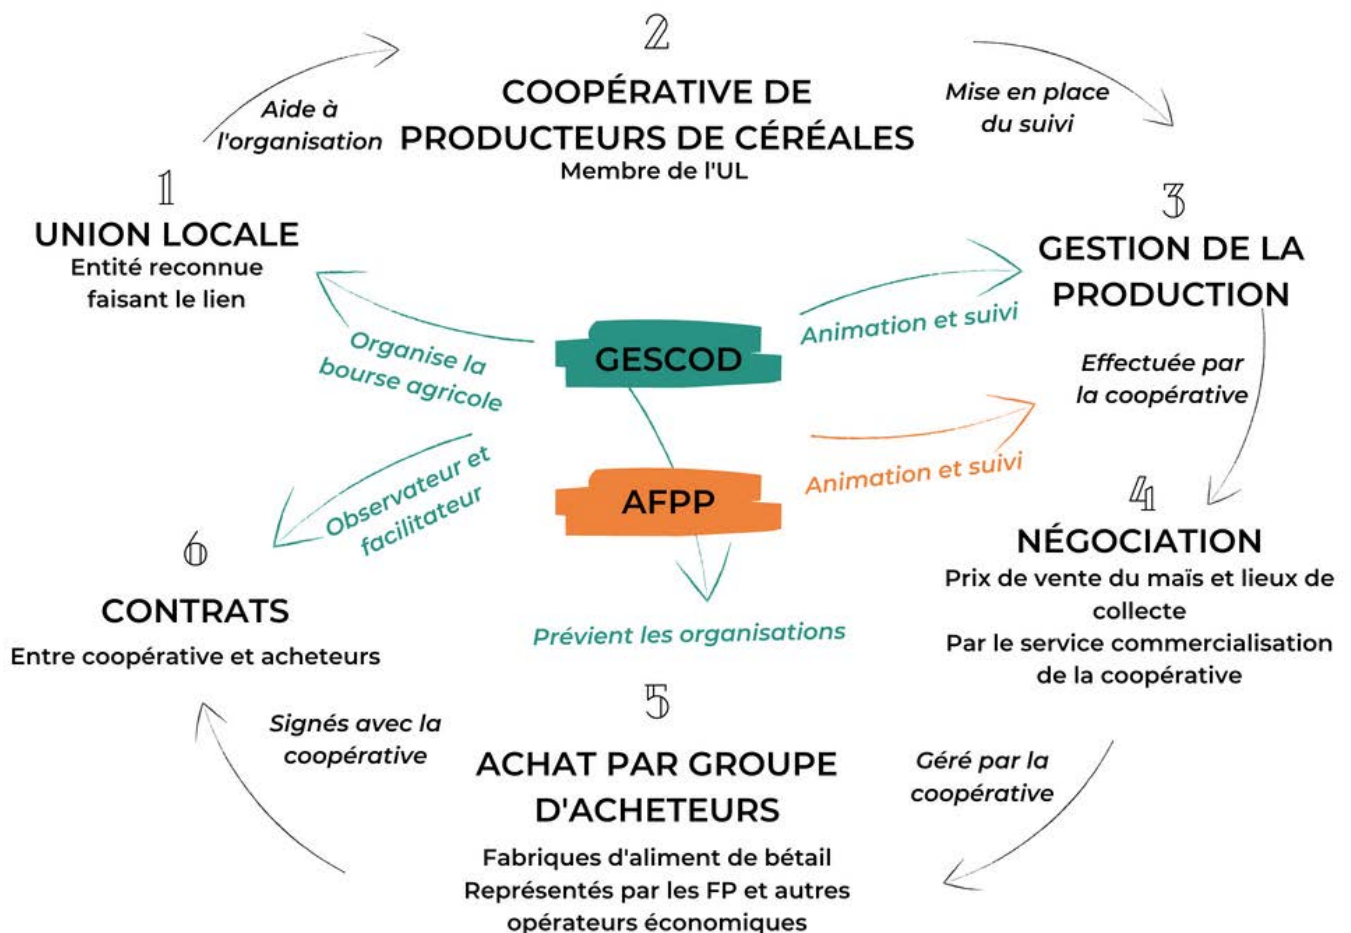 2
COOPÉRATIVE DE
PRODUCTEURS DE CÉRÉALES
Membre de l'UL
Aide à
l'organisation
Mise en place
du suivi
1
UNION LOCALE
Entité reconnue
faisant le lien
3
GESTION DE LA
PRODUCTION
Organise la
bourse agricole
GESCOD
Animation et suivi
Effectuée par
la coopérative
Observateur et
facilitateur
AFPP
Animation et suivi
4
NÉGOCIATION
Prix de vente du maïs et lieux de
collecte
Par le service commercialisation
de la coopérative
6
CONTRATS
Entre coopérative et acheteurs
Prévient les organisations
5
ACHAT PAR GROUPE
D'ACHETEURS
Fabriques d'aliment de bétail
Représentés par les FP et autres
opérateurs économiques
Signés avec la
coopérative
Géré par la
coopérative